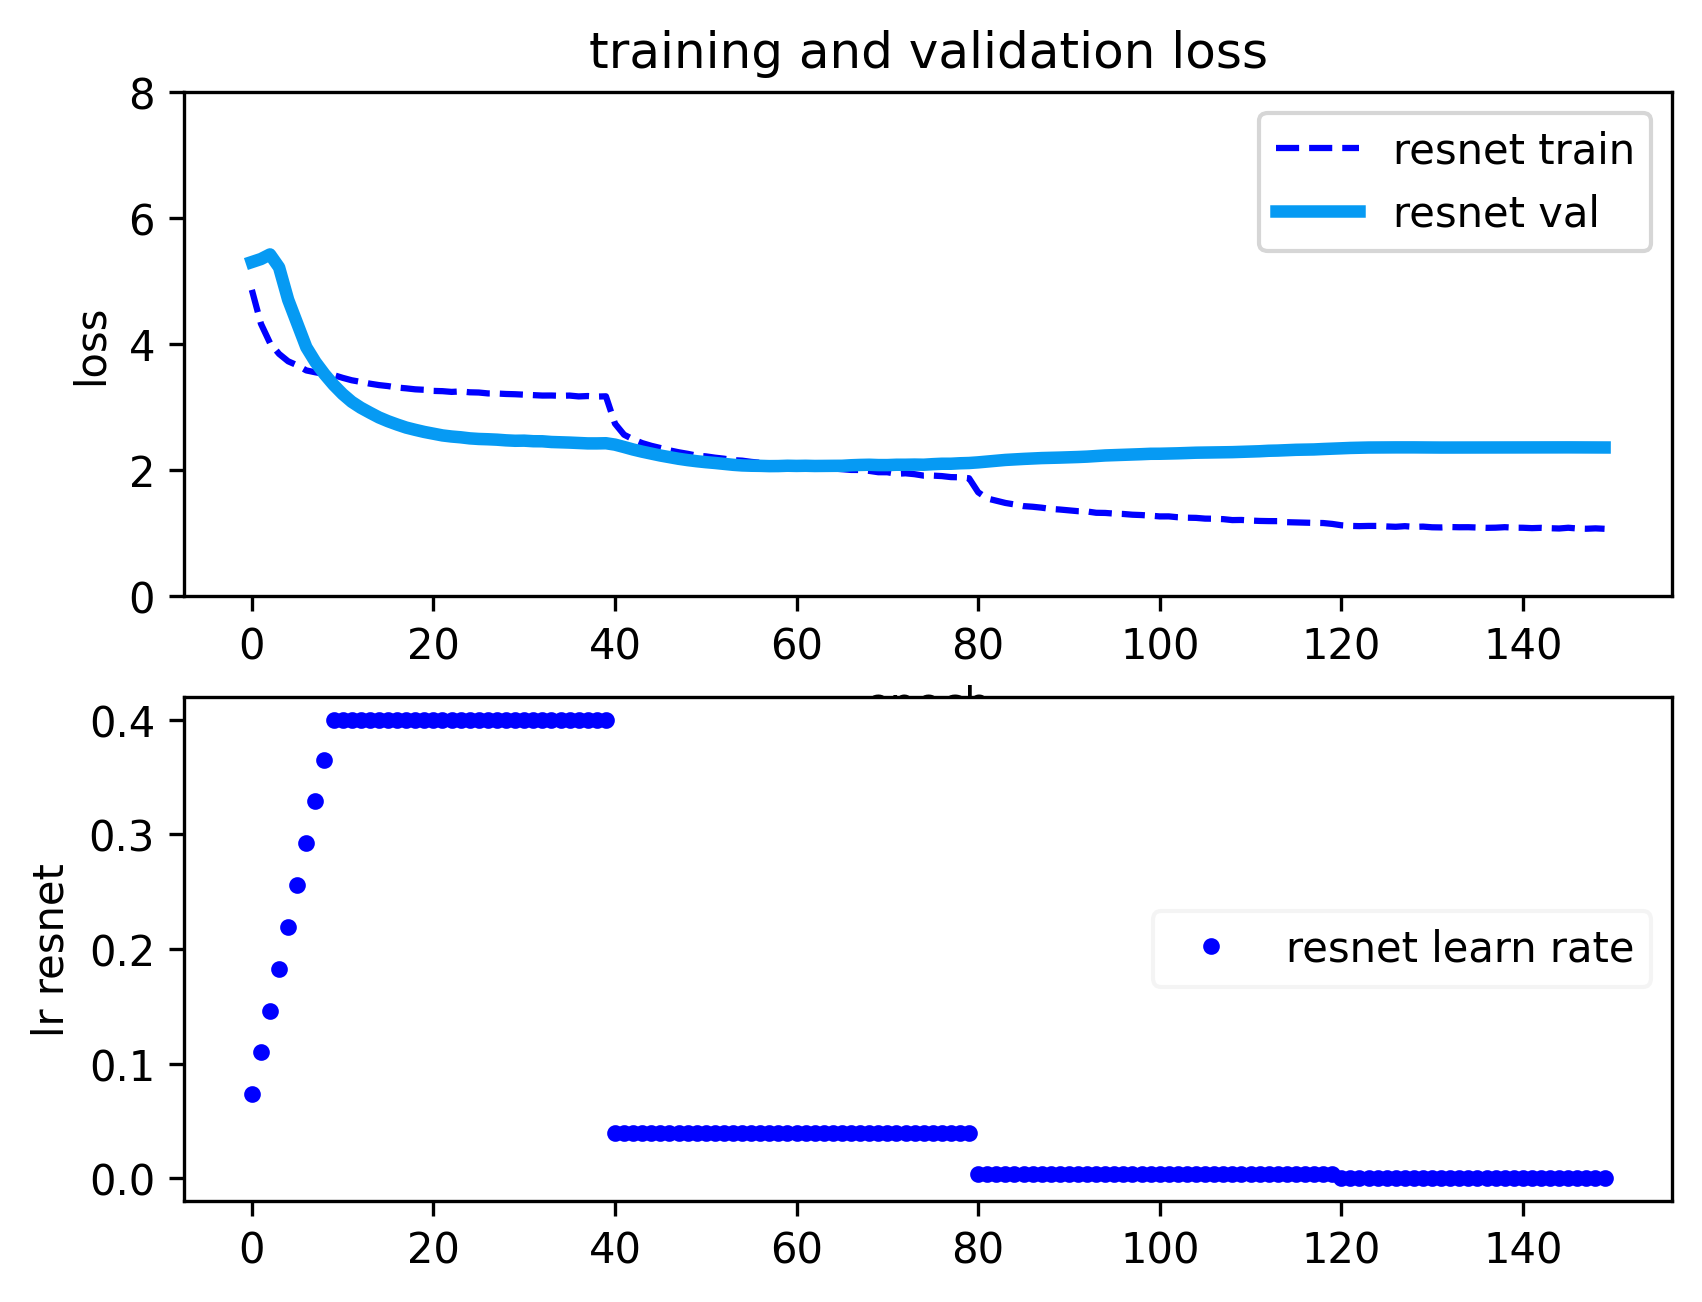 training and validation loss
8
6
4
2
0
loss
resnet train
resnet val
0 20 40 60 80 100 120 140
0.4
0.3
0.2
0.1
0.0
lr resnet
resnet learn rate
0 20 40 60 80 100 120 140